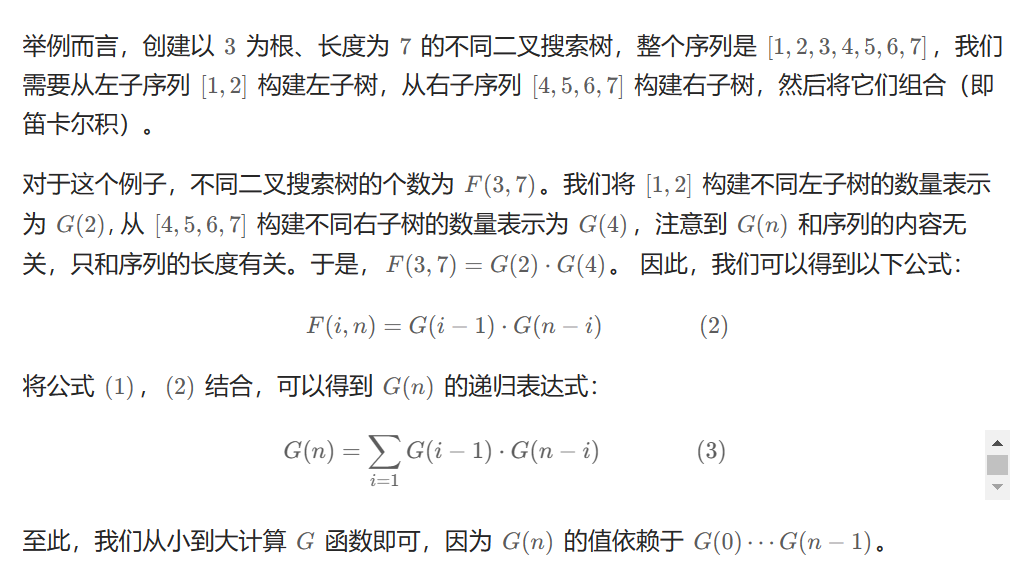 举例而言，创建以 3 为根、长度为 7 的不同二叉搜索树，整个序列是 [1, 2, 3, 4, 5, 6, 7]，我们
需要从左子序列 [1, 2] 构建左子树，从右子序列 [4, 5, 6, 7] 构建右子树，然后将它们组合（即
笛卡尔积）。
对于这个例子，不同二叉搜索树的个数为 F(3, 7)。我们将 [1, 2] 构建不同左子树的数量表示
为 G(2), 从 [4, 5, 6, 7] 构建不同右子树的数量表示为 G(4)，注意到 G(n) 和序列的内容无
关，只和序列的长度有关。于是，F(3, 7) = G(2) · G(4)。 因此，我们可以得到以下公式：
F(i, n) = G(i − 1) · G(n − i) (2)
将公式 (1)，(2) 结合，可以得到 G(n) 的递归表达式：
G(n) = ∑_{i=1} G(i − 1) · G(n − i) (3)
至此，我们从小到大计算 G 函数即可，因为 G(n) 的值依赖于 G(0) ⋯ G(n − 1)。